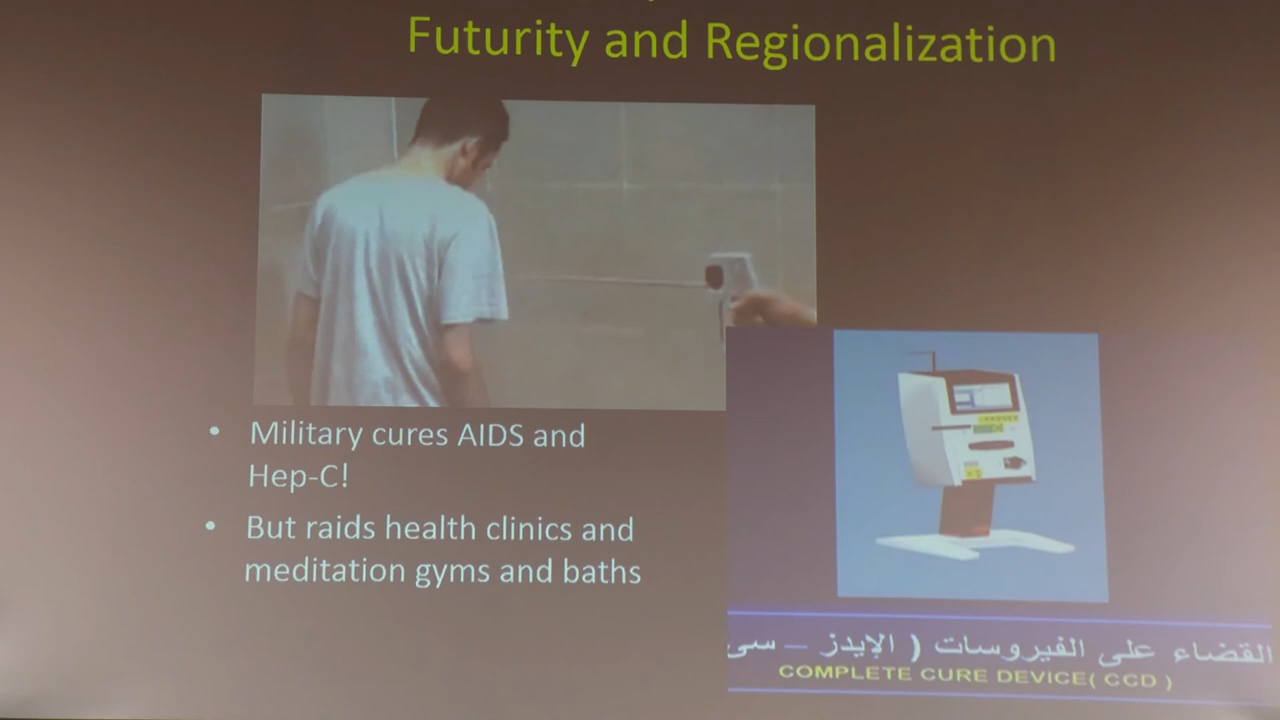 Futurity and Regionalization
• Military cures AIDS and
Hep-C!
• But raids health clinics and
meditation gyms and baths
القضاء على الفيروسات ( الإيدز – سى
COMPLETE CURE DEVICE( CCD )